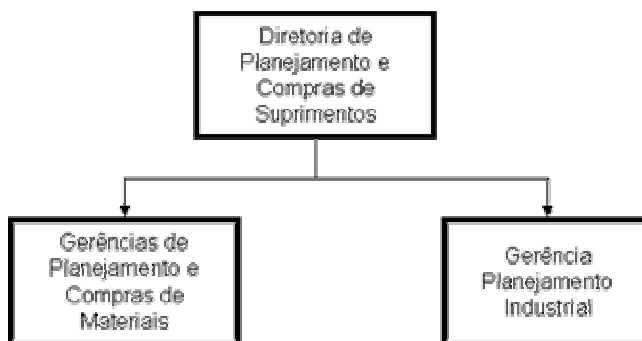 Diretoria de
Planejamento e
Compras de
Suprimentos
Gerências de
Planejamento e
Compras de
Materiais
Gerência
Planejamento
Industrial